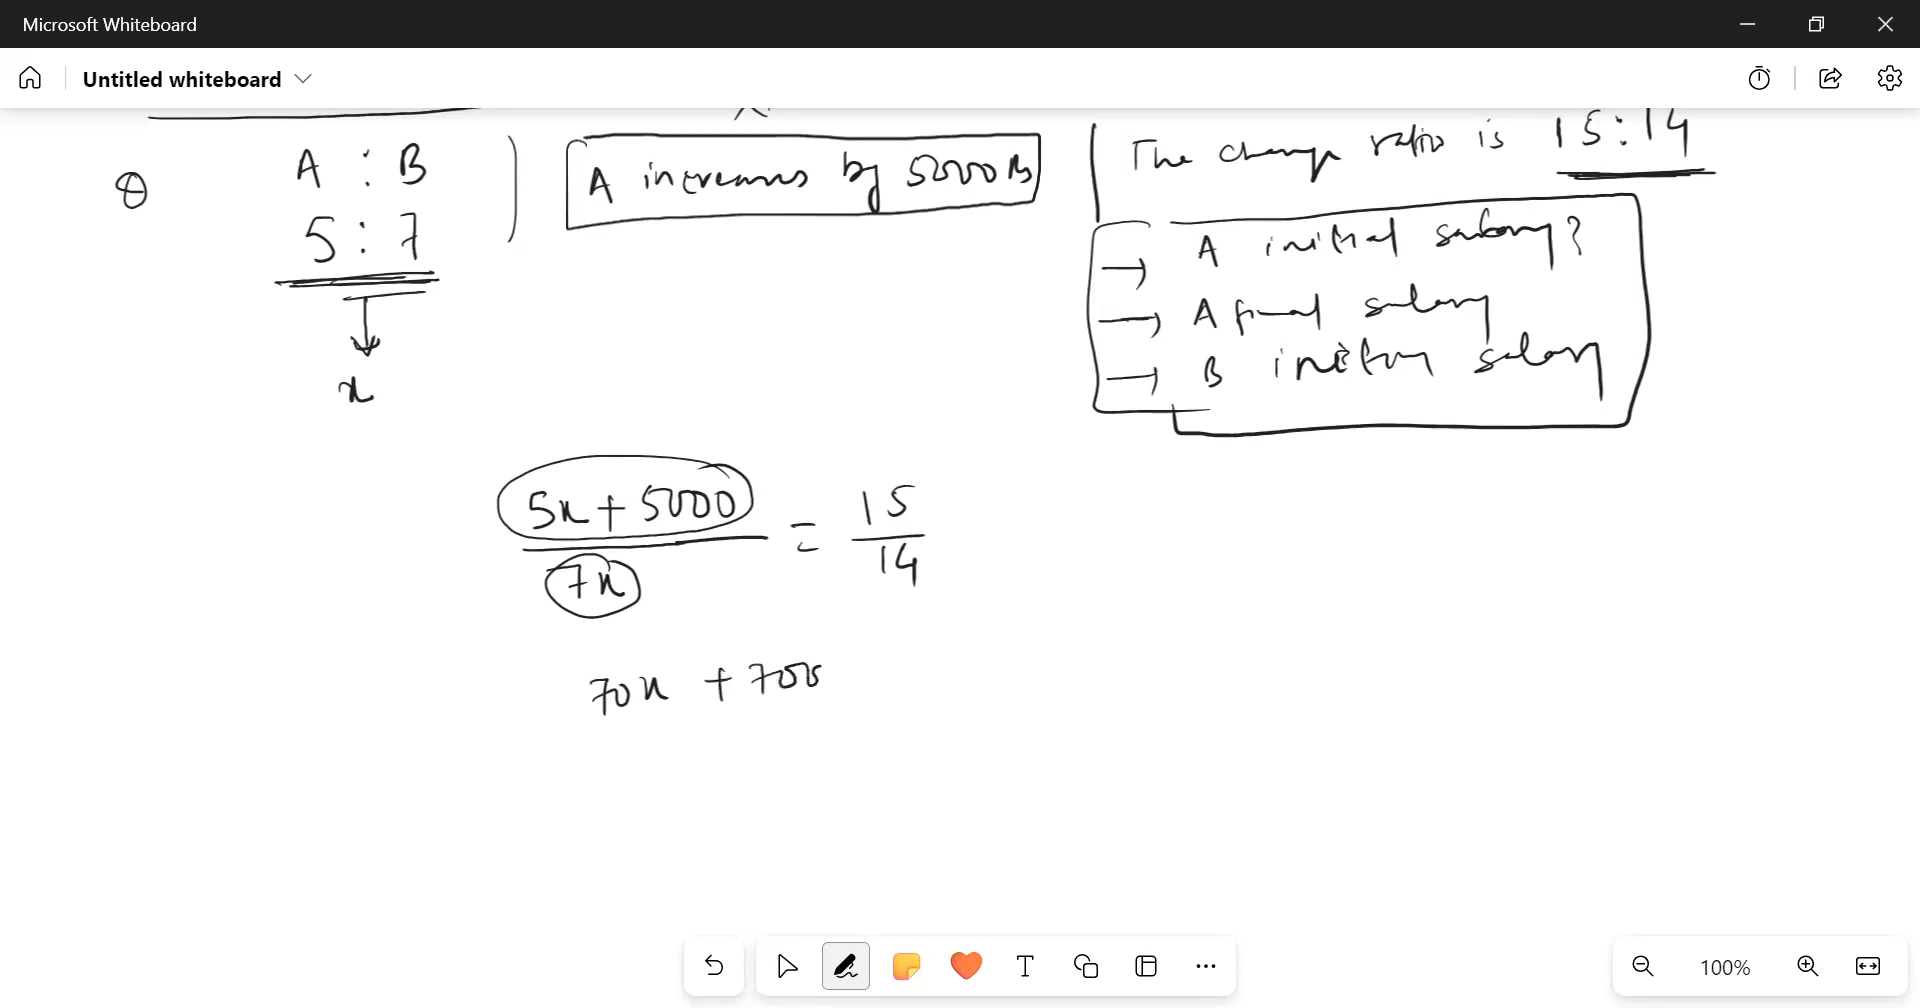 Microsoft Whiteboard
Untitled whiteboard
Q
A : B
5 : 7
x
A increases by 5000 Rs
The change ratio is 15:14
→ A initial salary?
→ A final salary
→ B initial salary
5x + 5000 / 7x = 15 / 14
70x + 700
100%